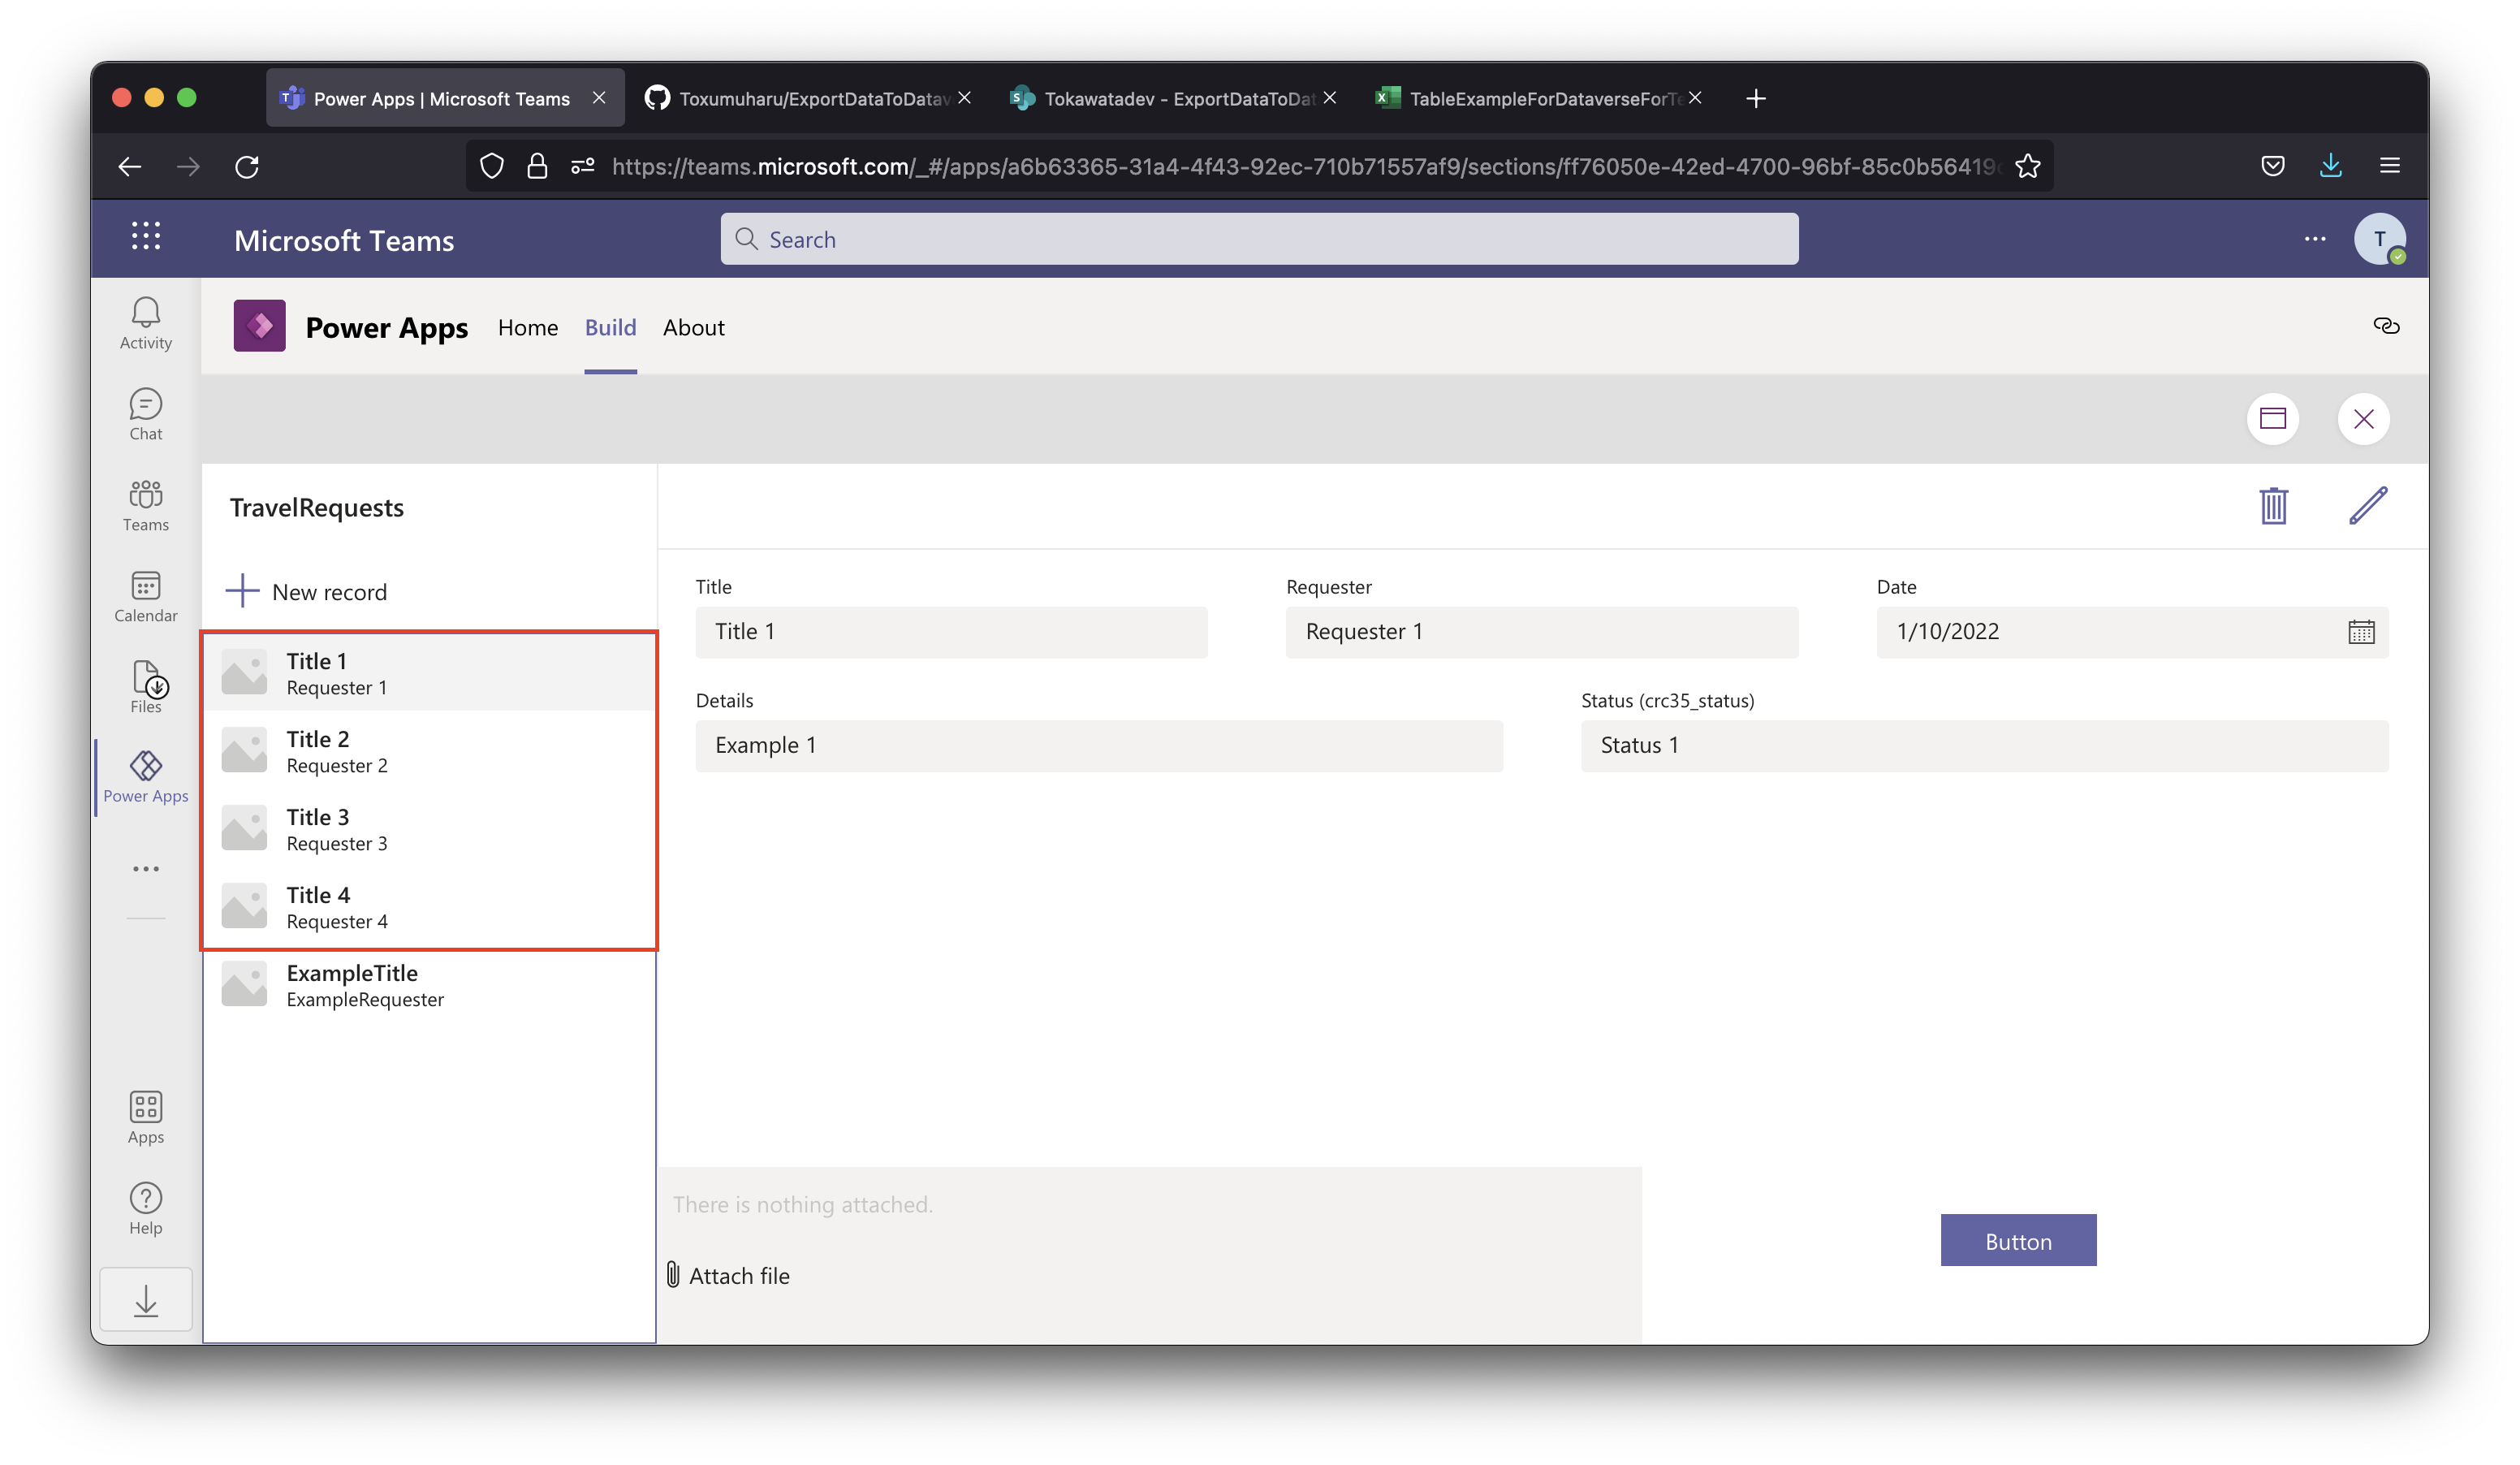 Power Apps | Microsoft Teams
Toxumuharu/ExportDataToDatav
Tokawatadev - ExportDataToDat
TableExampleForDataverseForTe
https://teams.microsoft.com/_#/apps/a6b63365-31a4-4f43-92ec-710b71557af9/sections/ff76050e-42ed-4700-96bf-85c0b56419c
Microsoft Teams
Search
T
Activity
Chat
Teams
Calendar
Files
Power Apps
Apps
Help
Power Apps
Home
Build
About
TravelRequests
New record
Title 1
Requester 1
Title 2
Requester 2
Title 3
Requester 3
Title 4
Requester 4
ExampleTitle
ExampleRequester
Title
Requester
Date
Title 1
Requester 1
1/10/2022
Details
Status (crc35_status)
Example 1
Status 1
There is nothing attached.
Attach file
Button